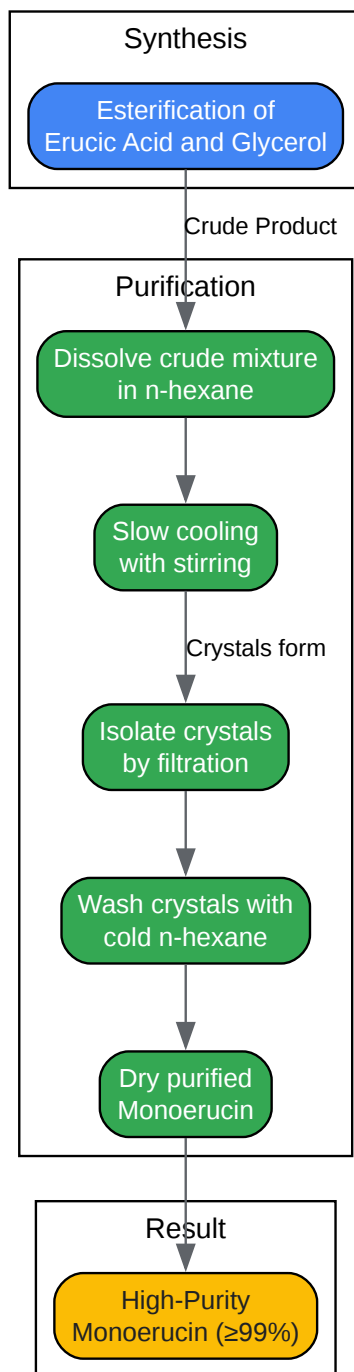 Synthesis
Esterification of
Erucic Acid and Glycerol
Crude Product
Purification
Dissolve crude mixture
in n-hexane
Slow cooling
with stirring
Crystals form
Isolate crystals
by filtration
Wash crystals with
cold n-hexane
Dry purified
Monoerucin
Result
High-Purity
Monoerucin (≥99%)